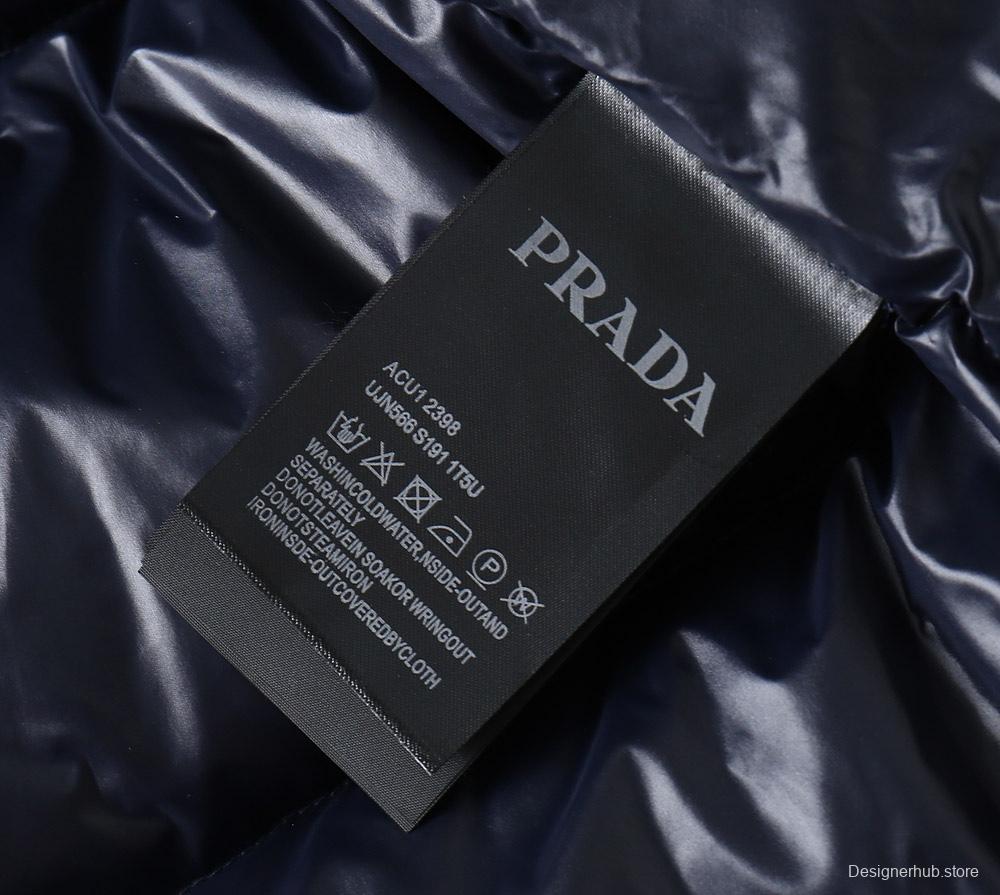 PRADA
ACU1 2398
UJN566 S191 1T5U
P
W
WASHINCOLDWATER,NSIDE-OUTAND
SEPARATELY
DONOTLEAVEIN SOAKOR WRINGOUT
DONOTSTEAMIRON
IRONINSDE-OUTCOVEREDBYCLOTH
Designerhub.store